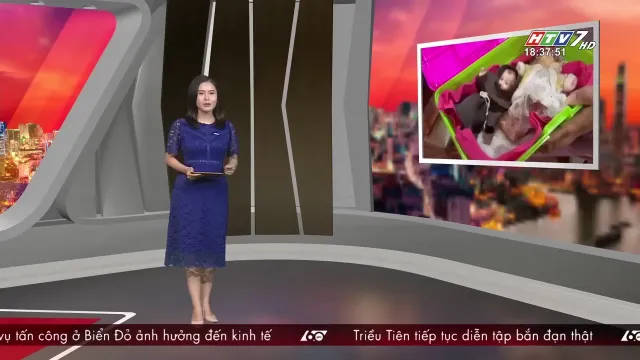 HTV7
HD
18:37:51
vụ tấn công ở Biển Đỏ ảnh hưởng đến kinh tế
60
Triều Tiên tiếp tục diễn tập bắn đạn thật